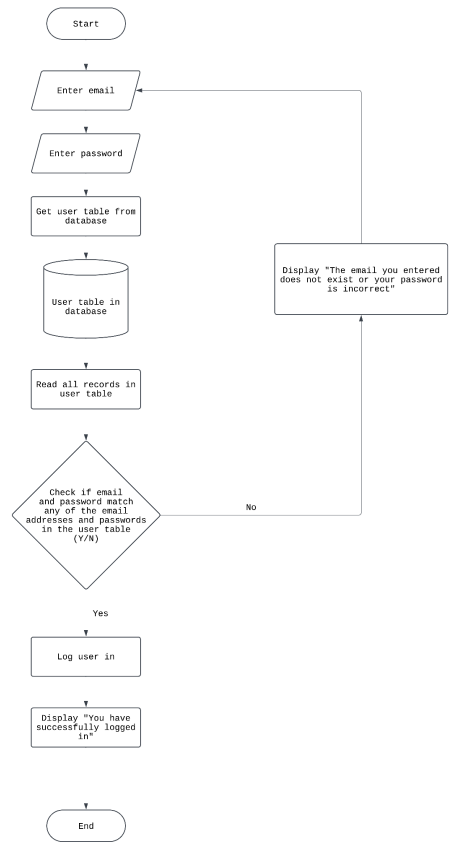 Start
Enter email
Enter password
Get user table from
database
User table in
database
Display "The email you entered
does not exist or your password
is incorrect"
Read all records in
user table
Check if email
and password match
any of the email
addresses and passwords
in the user table
(Y/N)
No
Yes
Log user in
Display "You have
successfully logged
in"
End